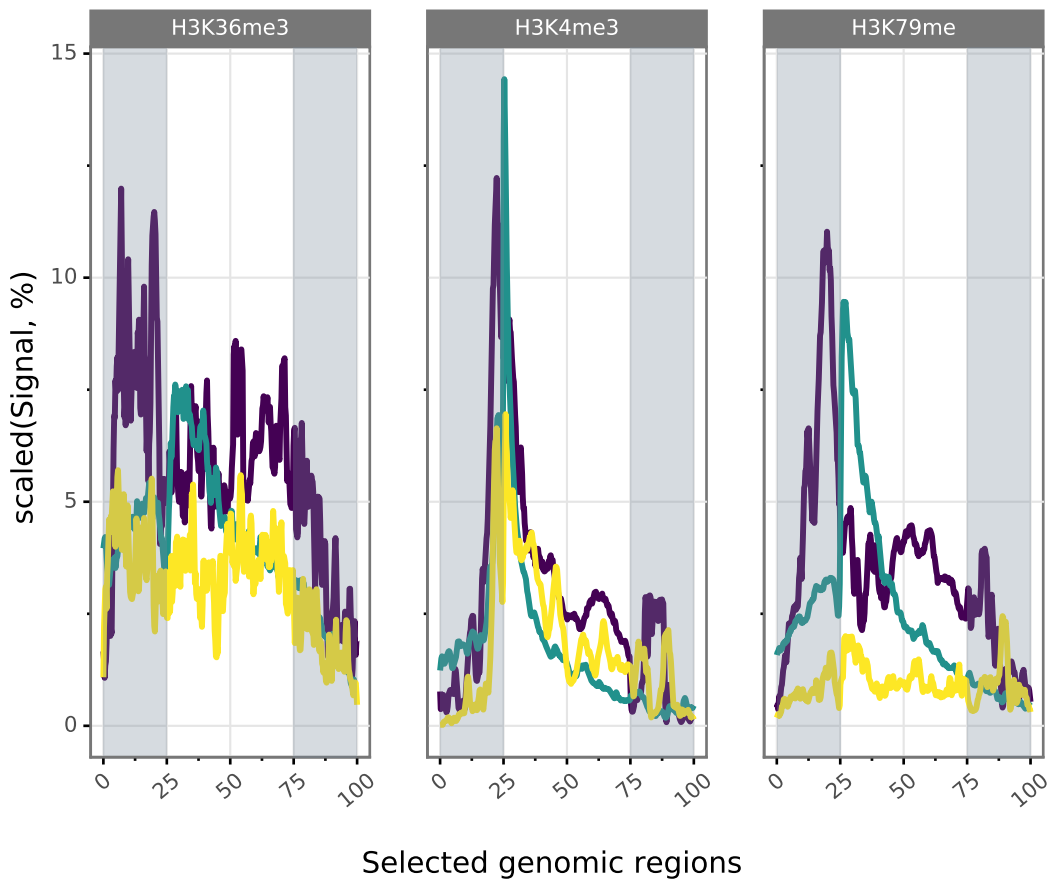 H3K36me3 H3K4me3 H3K79me
15
10
5
0
scaled(Signal, %)
0 25 50 75 100 0 25 50 75 100 0 25 50 75 100
Selected genomic regions